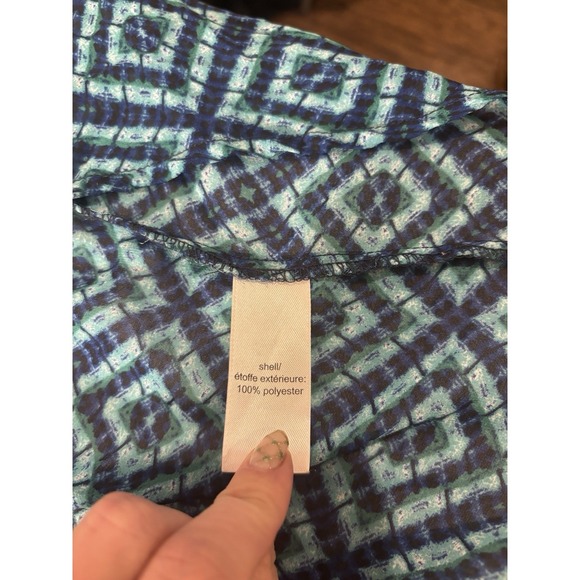 shell/
étoffe extérieure:
100% polyester